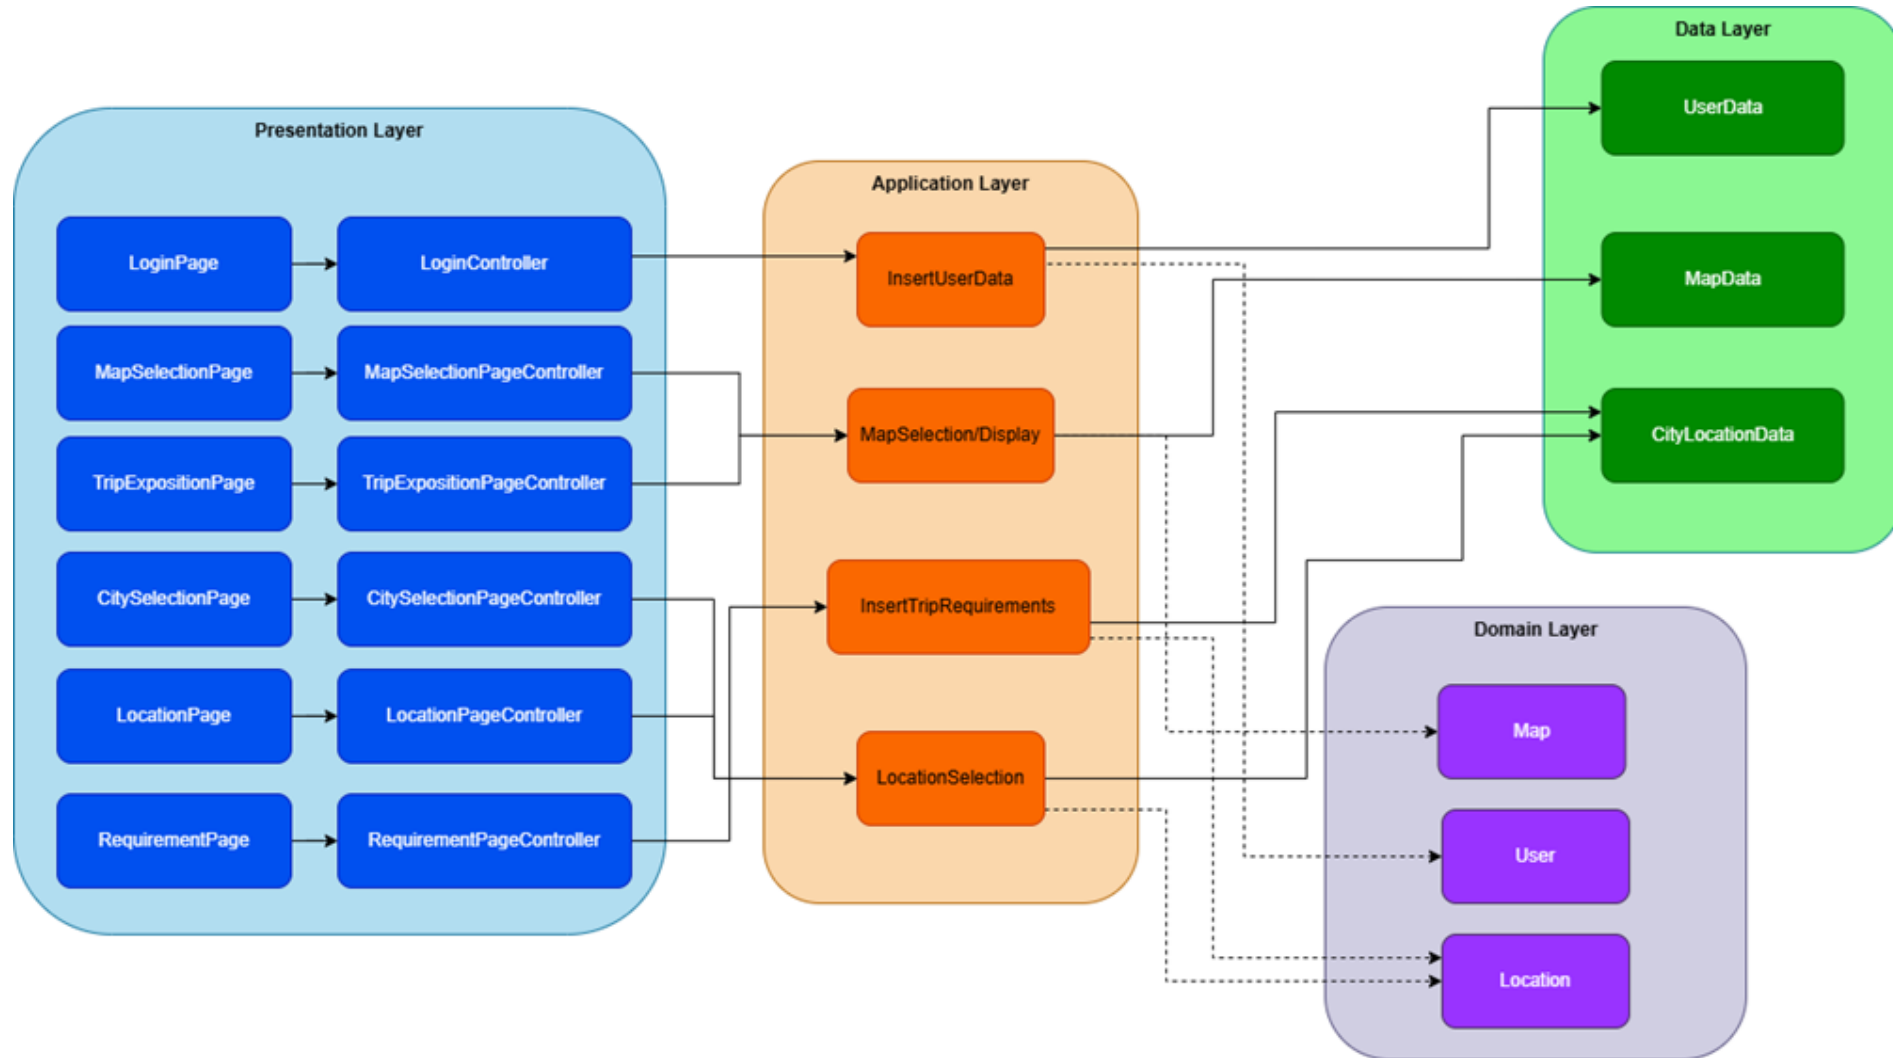 Data Layer
UserData
MapData
CityLocationData
Presentation Layer
LoginPage
LoginController
MapSelectionPage
MapSelectionPageController
TripExpositionPage
TripExpositionPageController
CitySelectionPage
CitySelectionPageController
LocationPage
LocationPageController
RequirementPage
RequirementPageController
Application Layer
InsertUserData
MapSelection/Display
InsertTripRequirements
LocationSelection
Domain Layer
Map
User
Location